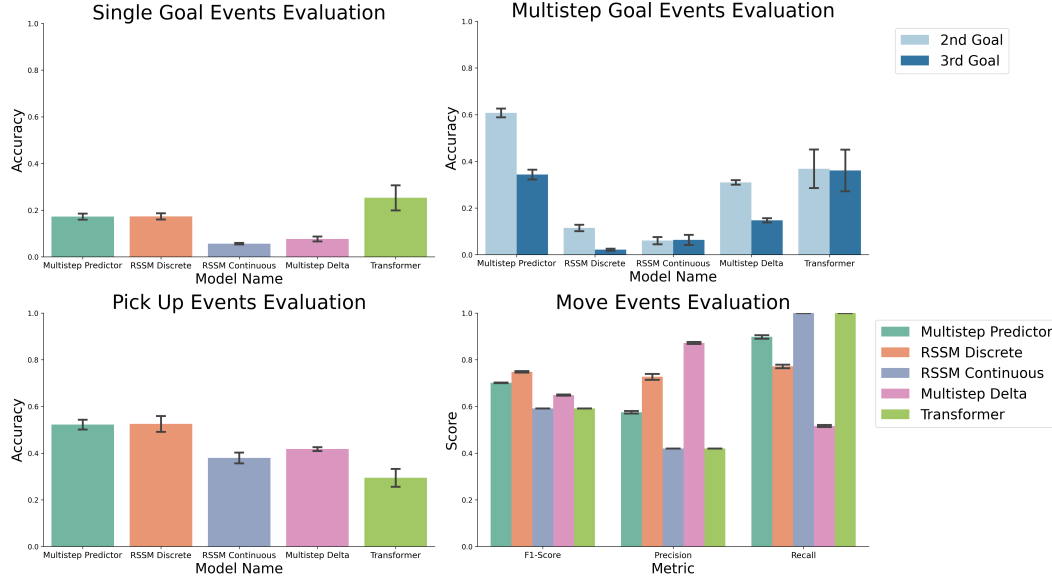 Single Goal Events Evaluation
1.0
0.8
0.6
0.4
0.2
0.0
Accuracy
Multistep Predictor
RSSM Discrete
RSSM Continuous
Multistep Delta
Transformer
Model Name
Multistep Goal Events Evaluation
1.0
0.8
0.6
0.4
0.2
0.0
Accuracy
Multistep Predictor
RSSM Discrete
RSSM Continuous
Multistep Delta
Transformer
Model Name
2nd Goal
3rd Goal
Pick Up Events Evaluation
1.0
0.8
0.6
0.4
0.2
0.0
Accuracy
Multistep Predictor
RSSM Discrete
RSSM Continuous
Multistep Delta
Transformer
Model Name
Move Events Evaluation
1.0
0.8
0.6
0.4
0.2
0.0
Score
F1-Score
Precision
Recall
Metric
Multistep Predictor
RSSM Discrete
RSSM Continuous
Multistep Delta
Transformer